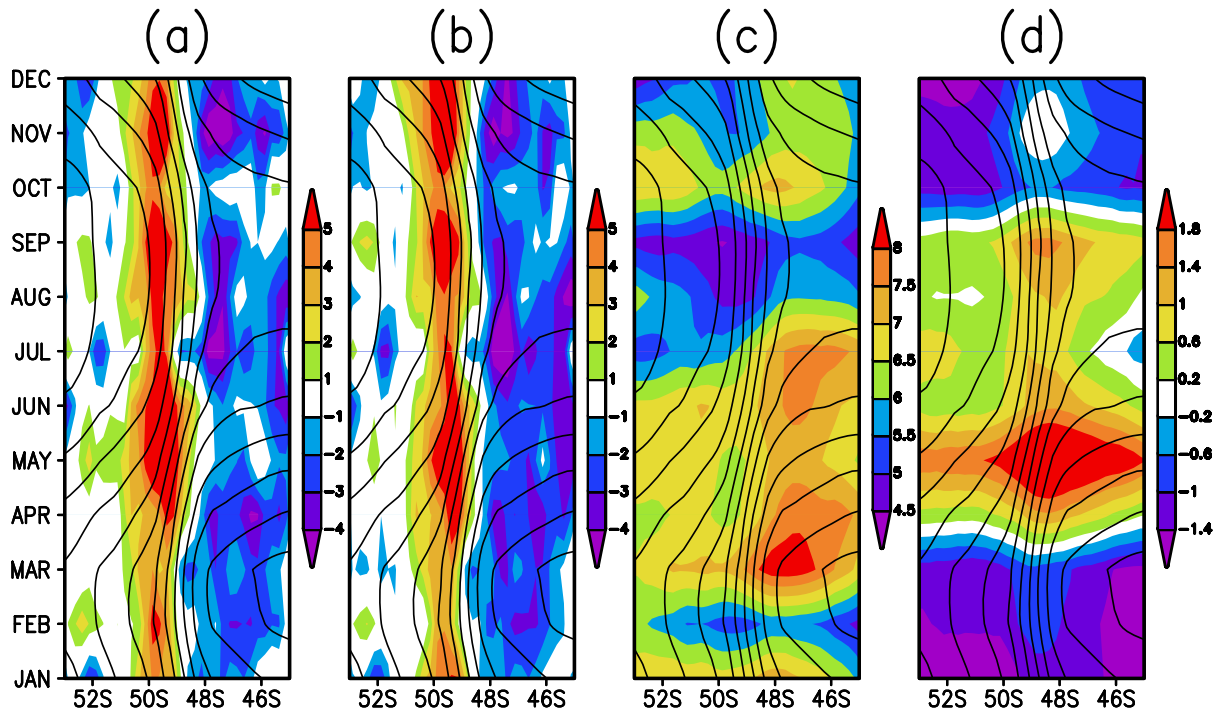 (a) (b) (c) (d)
DEC
NOV
OCT
SEP
AUG
JUL
JUN
MAY
APR
MAR
FEB
JAN
52S 50S 48S 46S
5
4
3
2
1
-1
-2
-3
-4
52S 50S 48S 46S
5
4
3
2
1
-1
-2
-3
-4
52S 50S 48S 46S
8
7.5
7
6.5
6
5.5
5
4.5
52S 50S 48S 46S
1.8
1.4
1
0.6
0.2
-0.2
-0.6
-1
-1.4